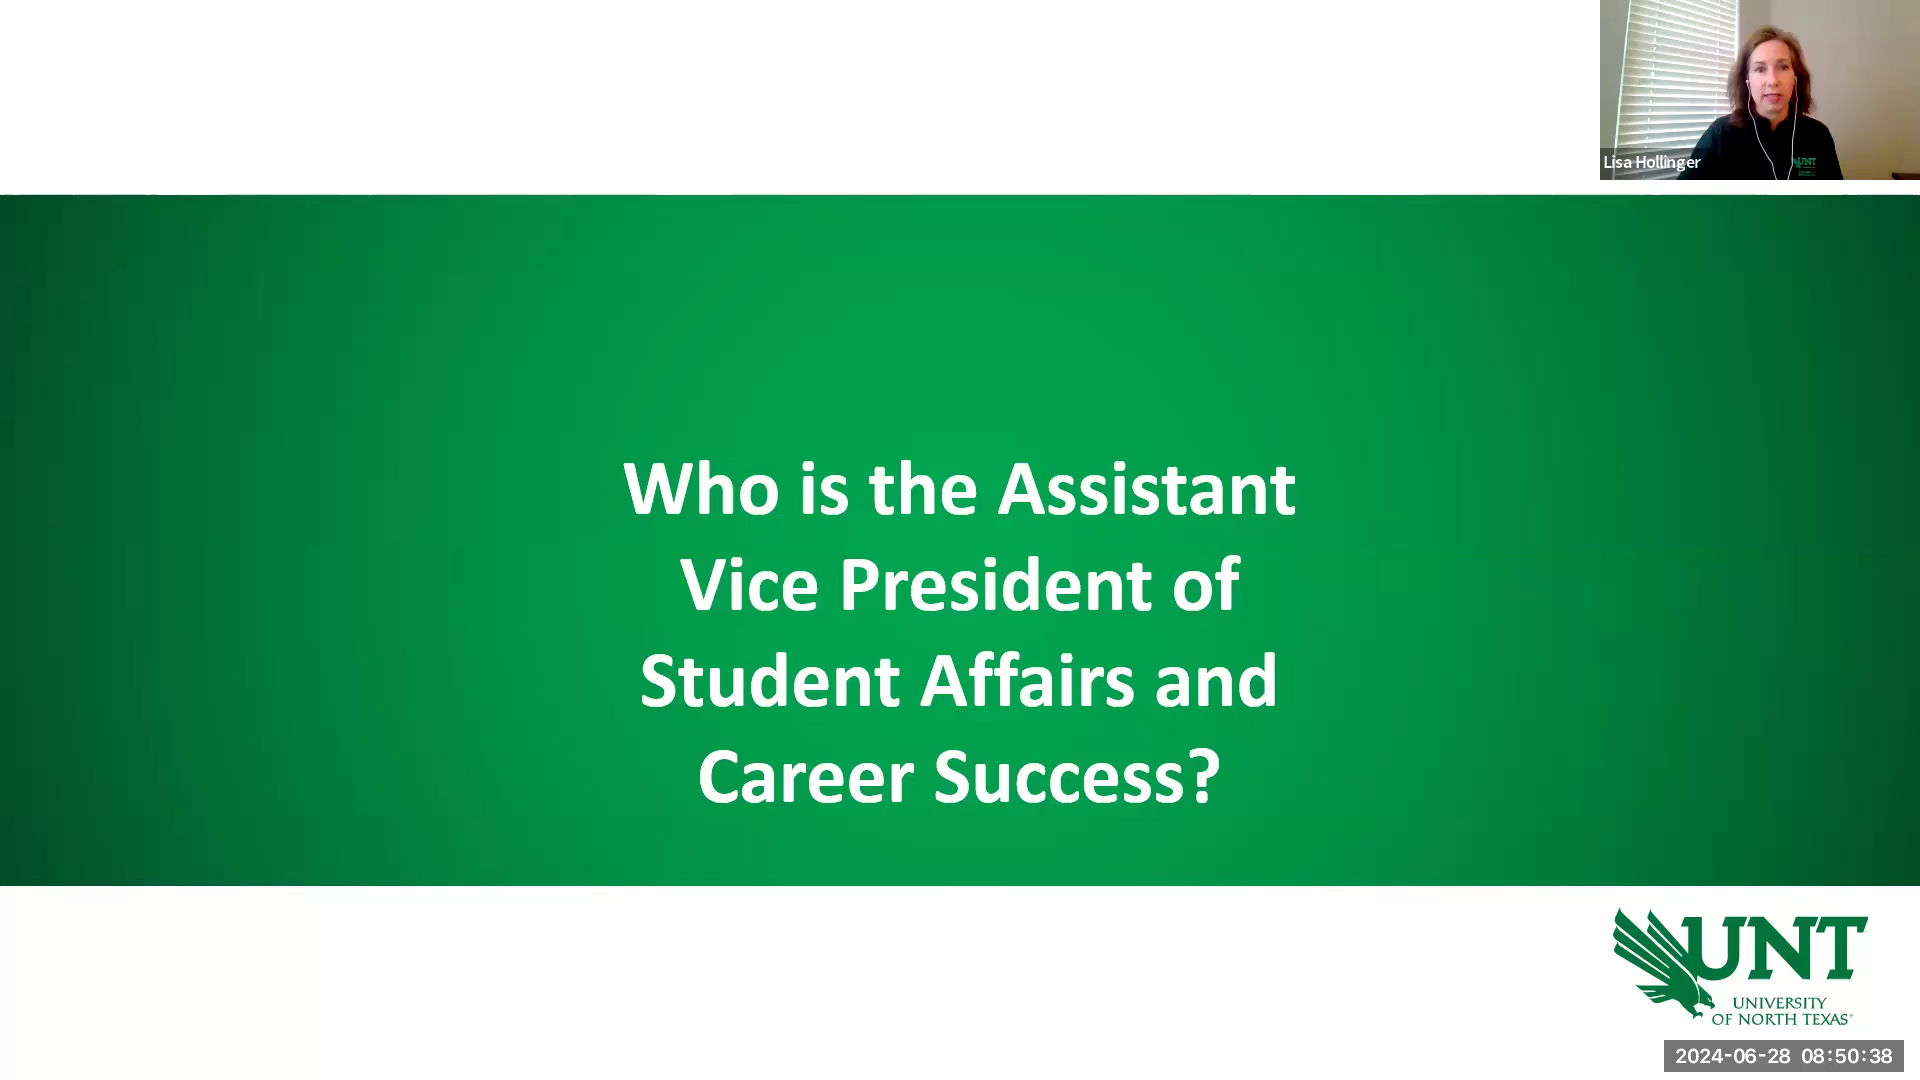 Lisa Hollinger
UNT
Who is the Assistant
Vice President of
Student Affairs and
Career Success?
UNT
UNIVERSITY
OF NORTH TEXAS®
2024-06-28 08:50:38